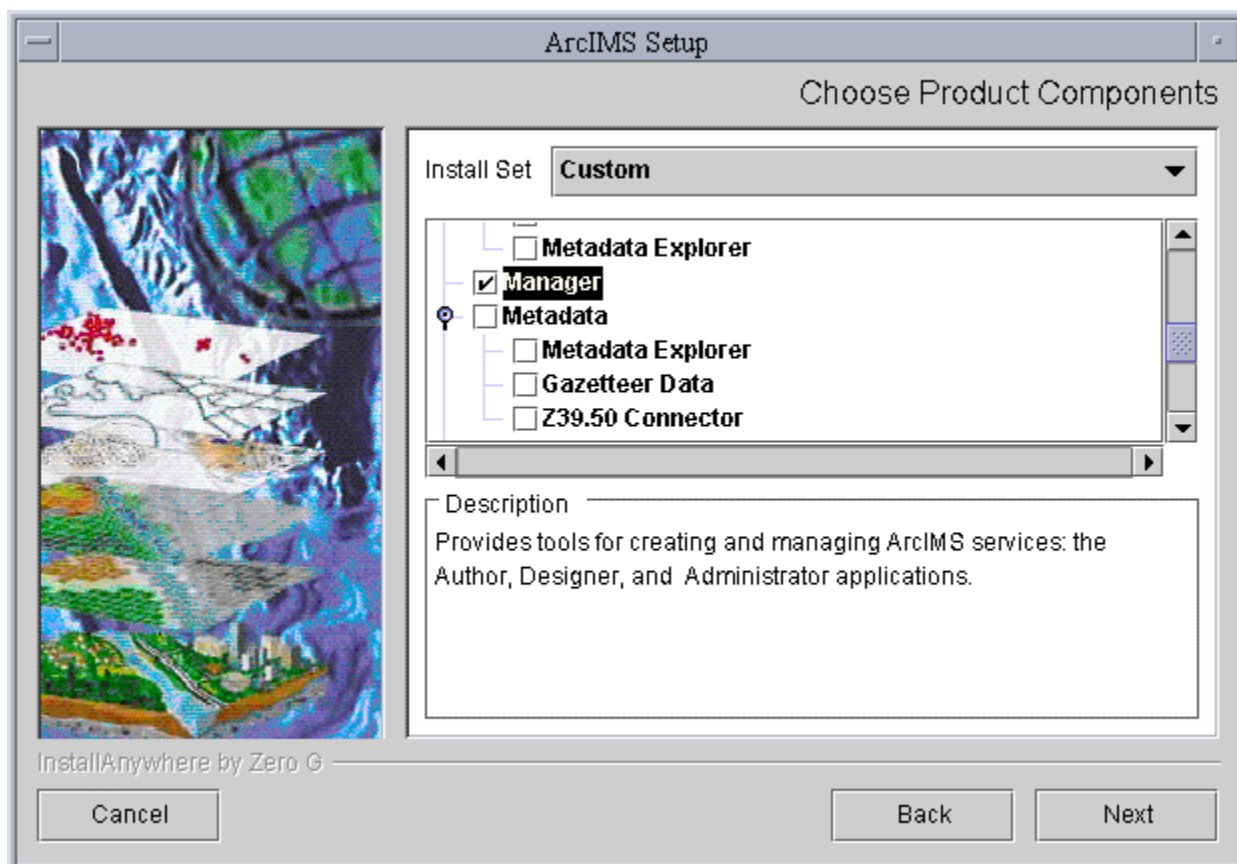 ArcIMS Setup
Choose Product Components
Install Set Custom
Metadata Explorer
Manager
Metadata
Metadata Explorer
Gazetteer Data
Z39.50 Connector
Description
Provides tools for creating and managing ArcIMS services: the
Author, Designer, and Administrator applications.
InstallAnywhere by Zero G
Cancel Back Next